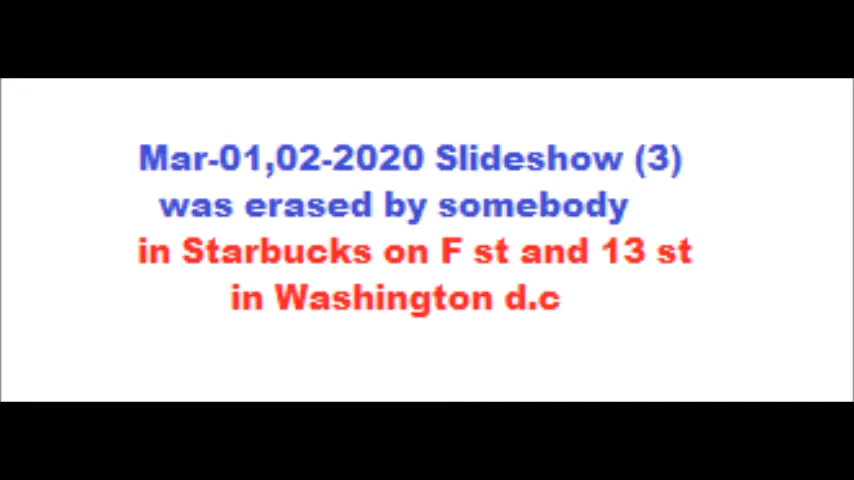 Mar-01,02-2020 Slideshow (3)
was erased by somebody
in Starbucks on F st and 13 st
in Washington d.c